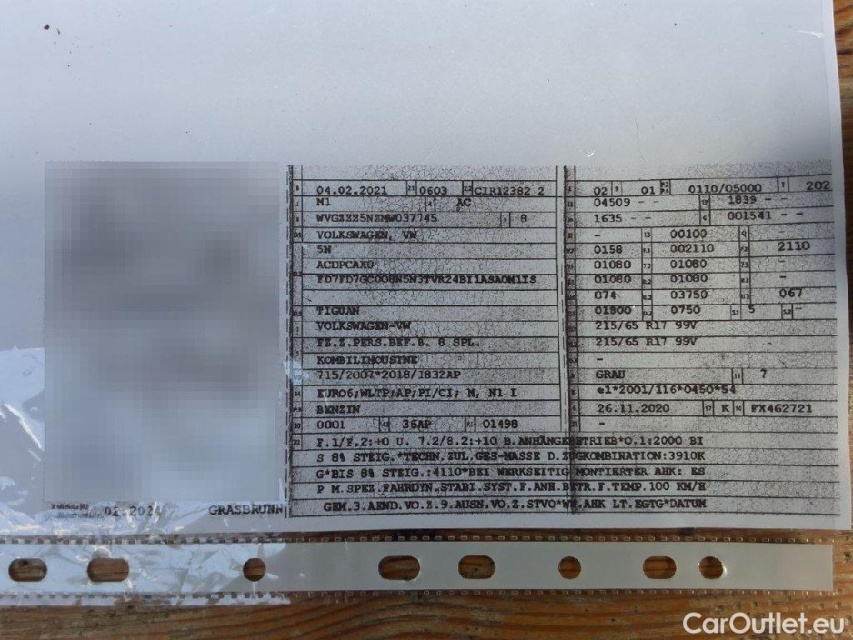 04.02.2021 0603 CIR12382 2 02 01 0110/05000 202
M1 AC 04509 -- 1839 --
WVGZZZ5NZMW037745 8 1635 -- 001541 --
VOLKSWAGEN, VW - 00100 -
5N 0158 002110 2110
ACDPCAX0 01080 01080 -
FD7FD7GC008N5N3TVR24BI1ASA0M1IS 01080 01080 -
074 03750 067
TIGUAN 01800 0750 5 -
VOLKSWAGEN-VW 215/65 R17 99V
FZ.Z.PERS.BEF.B. 8 SPL. 215/65 R17 99V -
KOMBILIMOUSINE -
715/2007*2018/1832AP GRAU 7
EURO6;WLTP;AP;PI/CI; M, N1 I e1*2001/116*0450*54
BENZIN 26.11.2020 K FX462721
0001 36AP 01498
F.1/F.2:+0 U. 7.2/8.2:+10 B.ANHÄNGEBETRIEB*O.1:2000 BI
S 8% STEIG.*TECHN.ZUL.GES-MASSE D.ZUGKOMBINATION:3910K
G*BIS 8% STEIG.:4110*BEI WERKSEITIG MONTIERTER AHK: ES
P M.SPEZ.FAHRDYN.STABI.SYST.F.ANH.BETR.F.TEMP.100 KM/H
GEM.3.AEND.VO.Z.9.AUSN.VO.Z.STVO*WW.AHK LT.EGTG*DATUM
.02.2021 GRASBRUNN
CarOutlet.eu